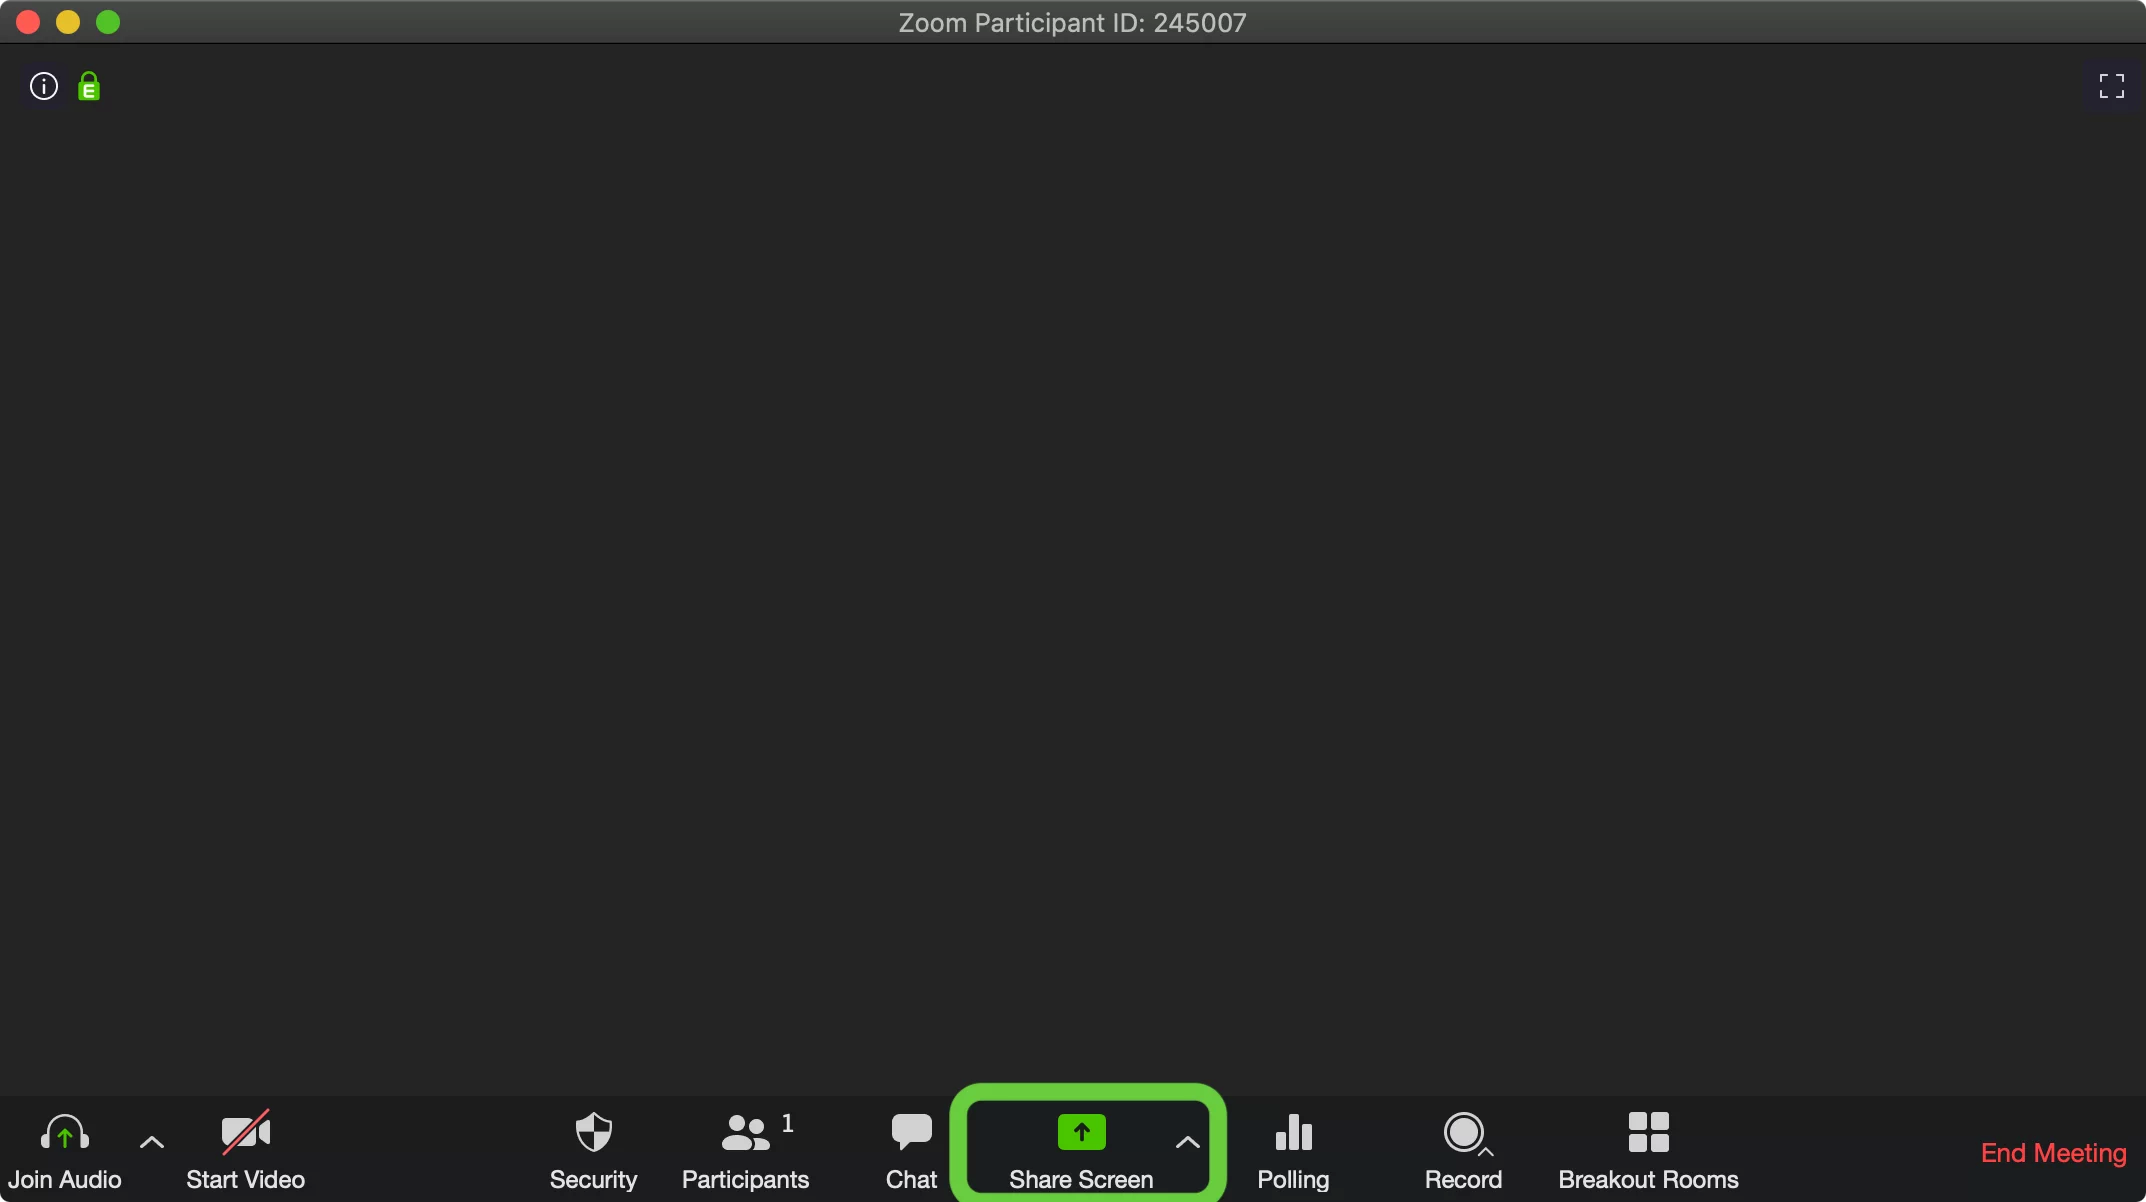 Zoom Participant ID: 245007
E
1
Join Audio
Start Video
Security
Participants
Chat
Share Screen
Polling
Record
Breakout Rooms
End Meeting